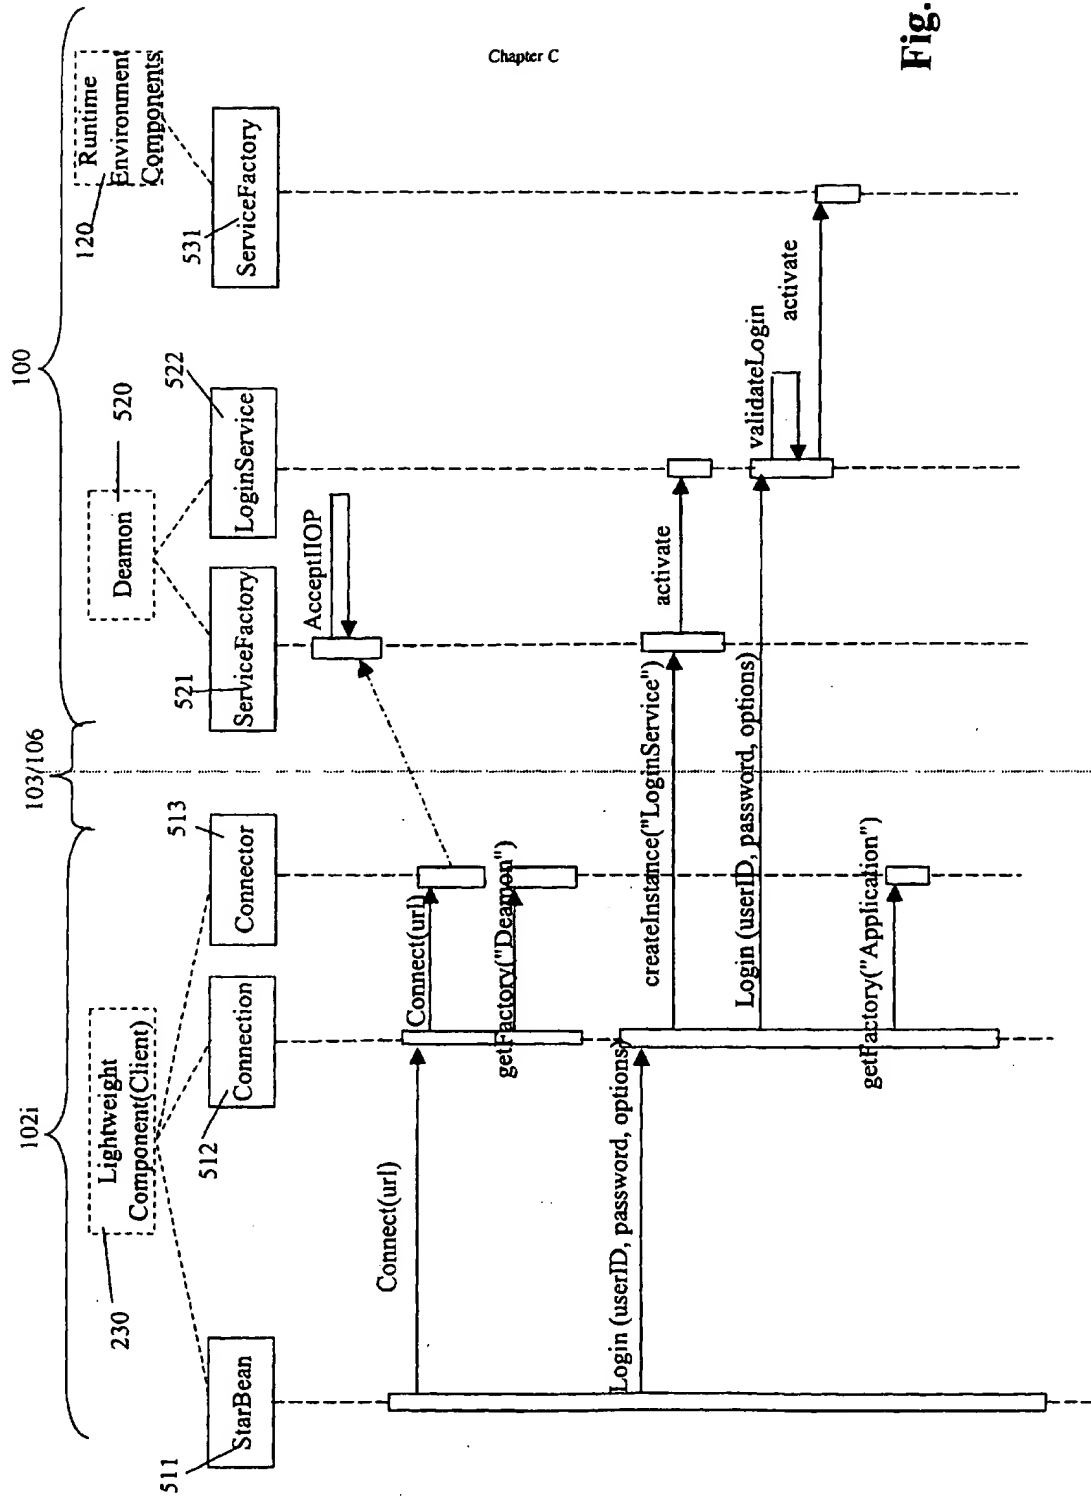 102i
103/106
100
230
Lightweight
Component(Client)
Deamon
520
120
Runtime
Environment
Components
511
StarBean
512
Connection
513
Connector
521
ServiceFactory
522
LoginService
531
ServiceFactory
Chapter C
Connect(url)
Connect(url)
AcceptIIOP
getFactory("Deamon")
Login (userID, password, options)
createInstance("LoginService")
activate
Login (userID, password, options)
validateLogin
activate
getFactory("Application")
Fig.